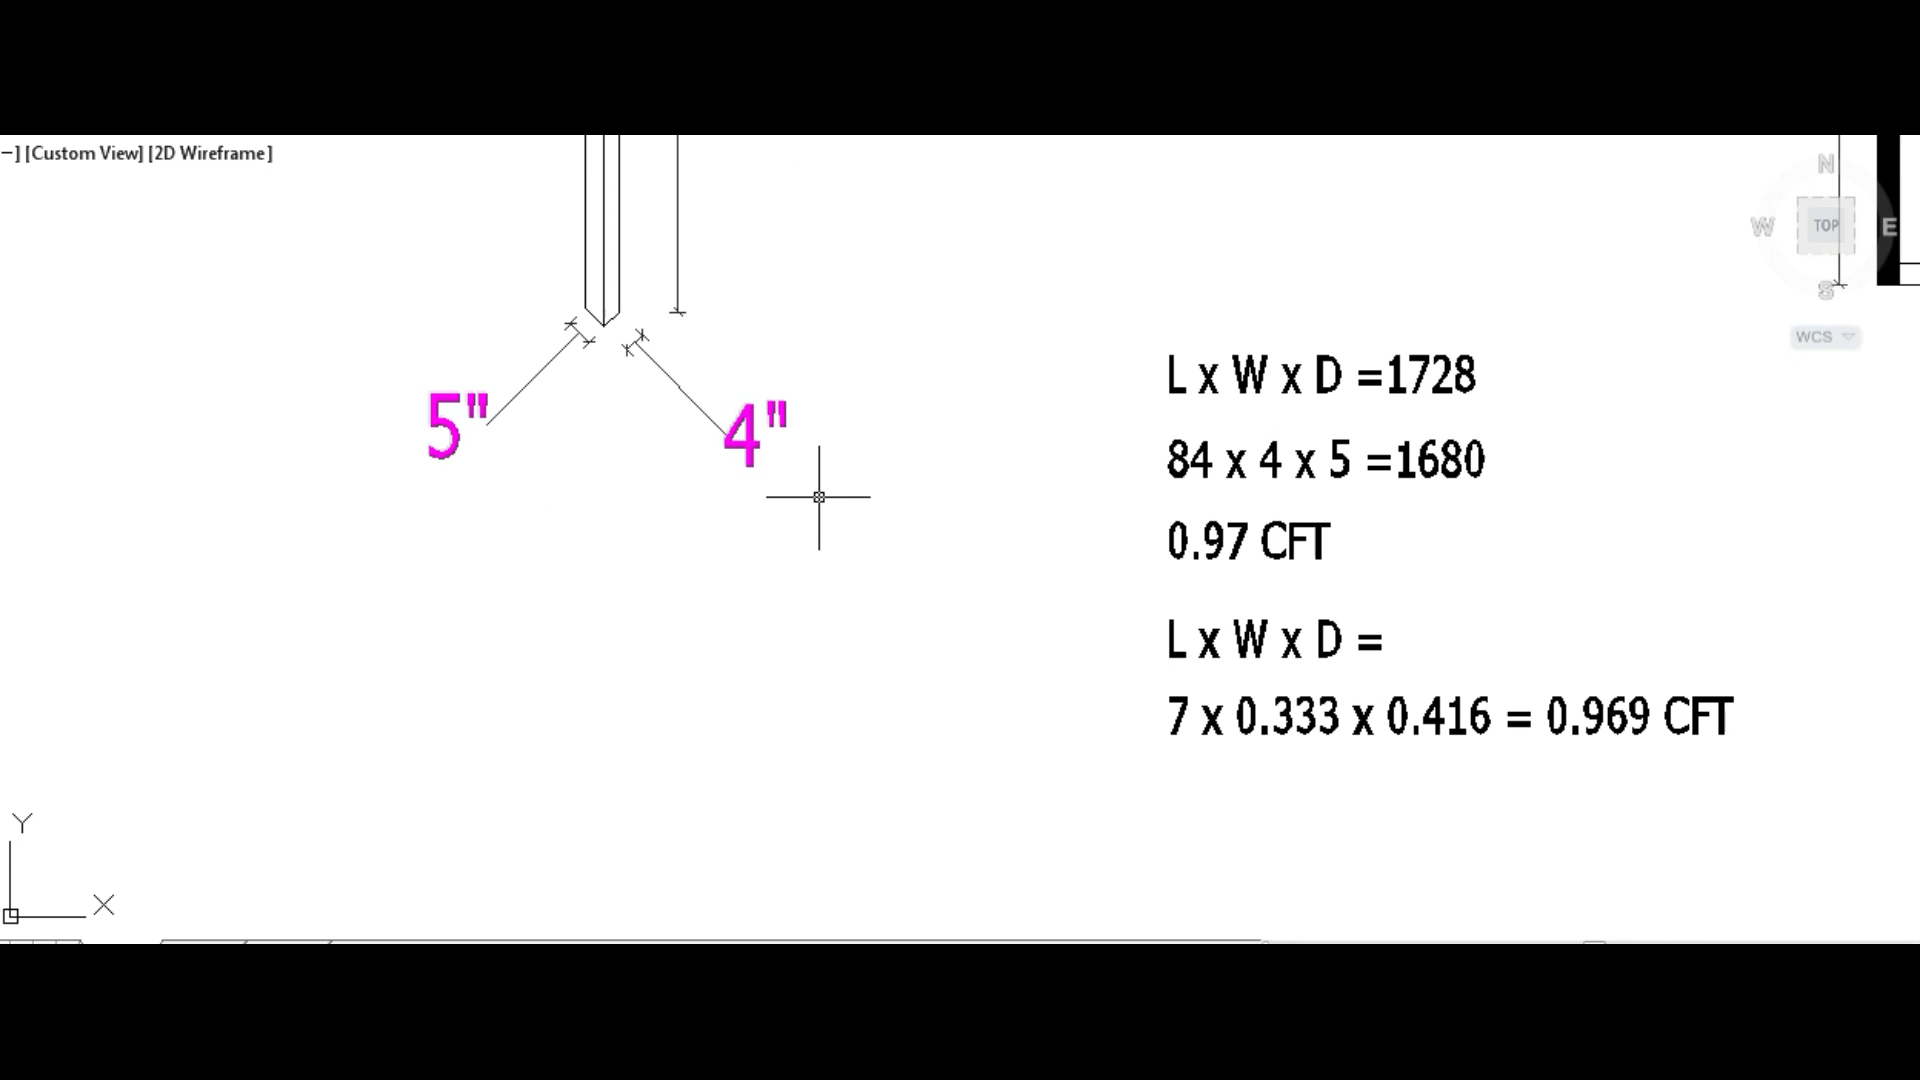 –] [Custom View] [2D Wireframe]
N
W
TOP
E
S
WCS
5"
4"
L x W x D =1728
84 x 4 x 5 =1680
0.97 CFT
L x W x D =
7 x 0.333 x 0.416 = 0.969 CFT
Y
X